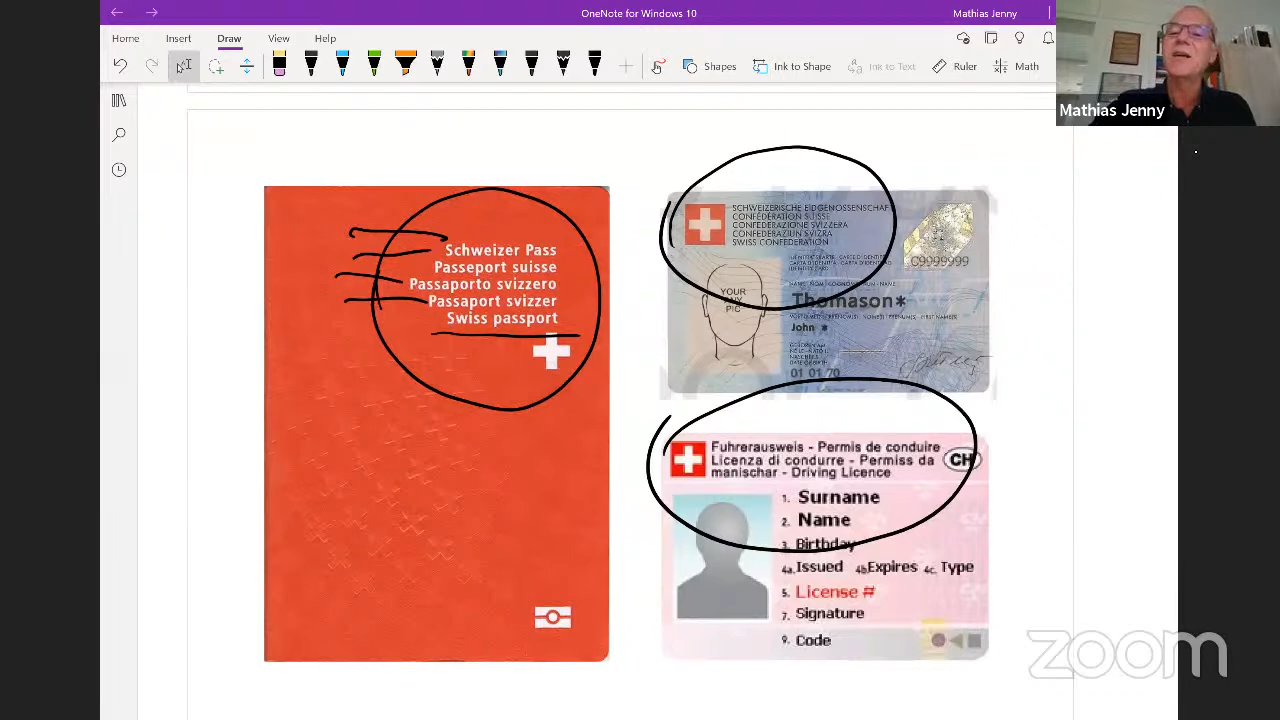 OneNote for Windows 10
Mathias Jenny
Home
Insert
Draw
View
Help
Shapes
Ink to Shape
Ink to Text
Ruler
Math
Mathias Jenny
Schweizer Pass
Passeport suisse
Passaporto svizzero
Passaport svizzer
Swiss passport
SCHWEIZERISCHE EIDGENOSSENSCHAFT
CONFÉDÉRATION SUISSE
CONFEDERAZIONE SVIZZERA
CONFEDERAZIUN SVIZRA
SWISS CONFEDERATION
G9999999
YOUR
ANY
PIC
Thomason*
John *
01 01 70
Fuhrerausweis - Permis de conduire
Licenza di condurre - Permiss da
manischar - Driving Licence
CH
1. Surname
2. Name
3. Birthday
4a. Issued 4b. Expires 4c. Type
5. License #
7. Signature
9. Code
zoom